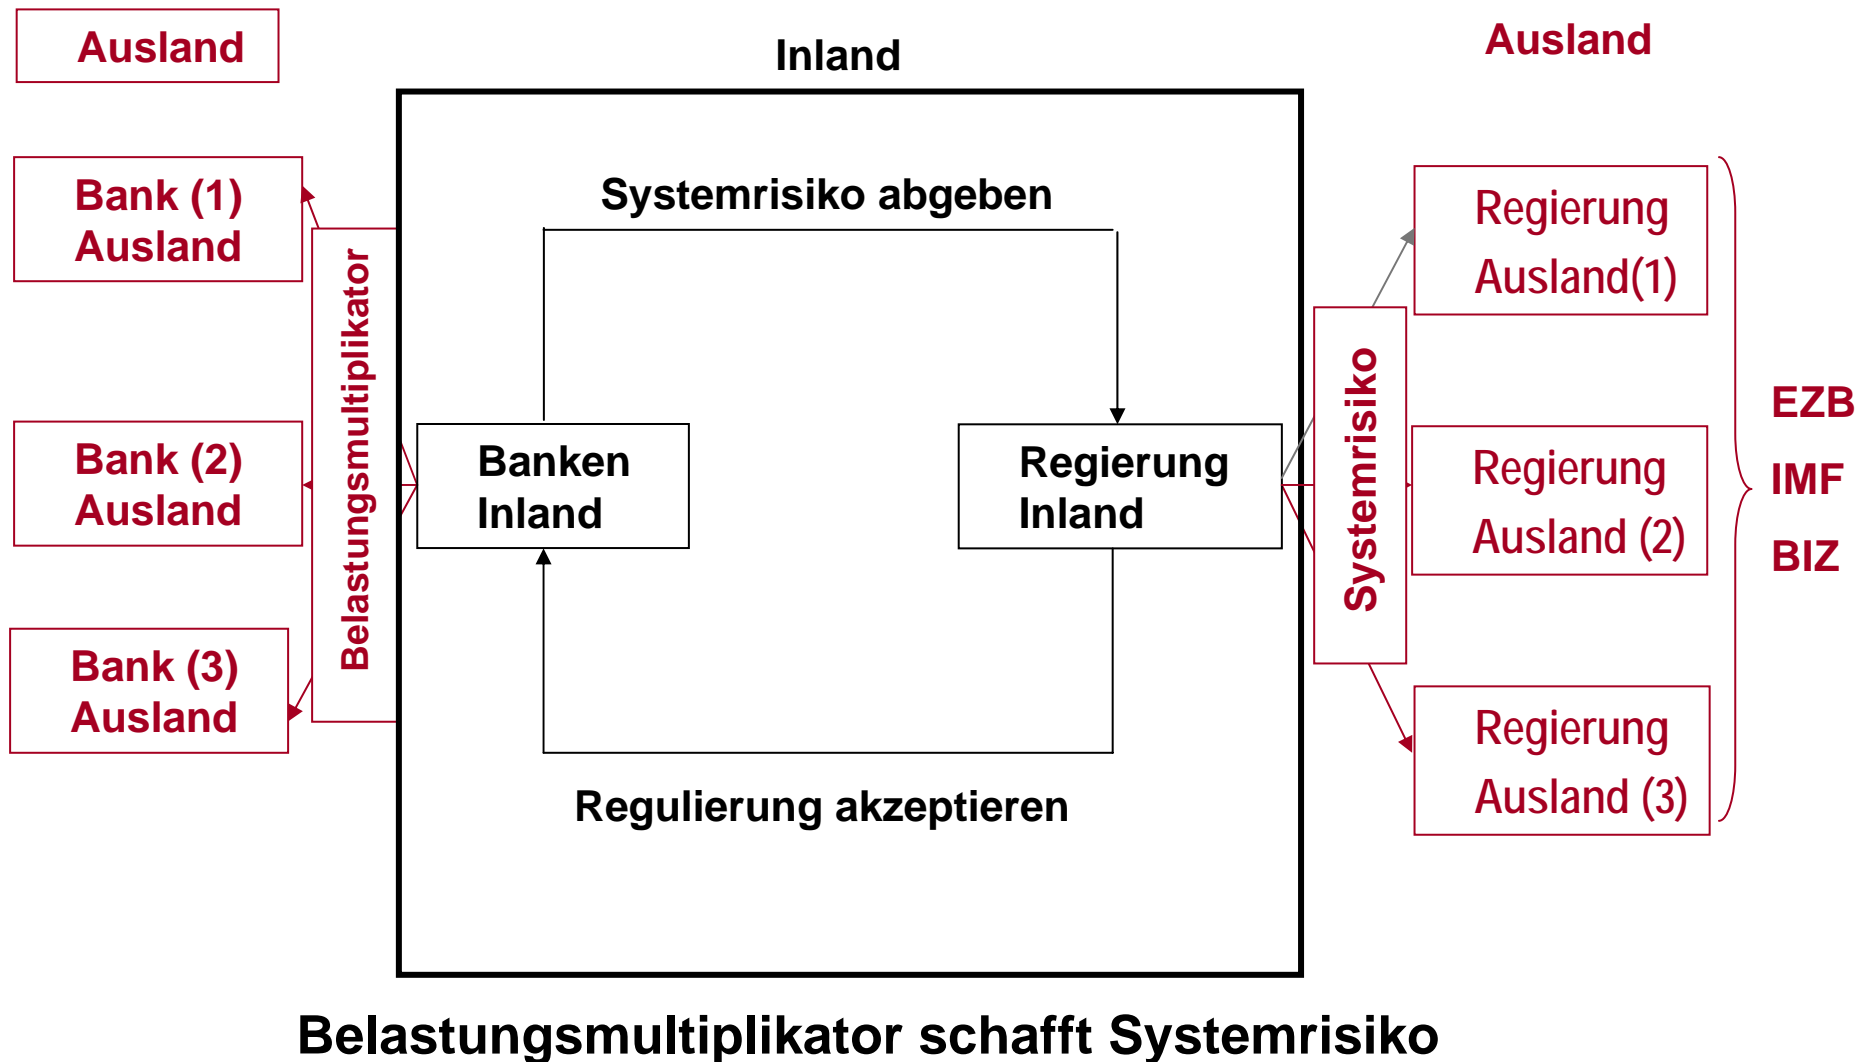 Ausland
Inland
Ausland
Bank (1)
Ausland
Bank (2)
Ausland
Bank (3)
Ausland
Belastungsmultiplikator
Systemrisiko abgeben
Banken
Inland
Regierung
Inland
Regulierung akzeptieren
Systemrisiko
Regierung
Ausland(1)
Regierung
Ausland (2)
Regierung
Ausland (3)
EZB
IMF
BIZ
Belastungsmultiplikator schafft Systemrisiko